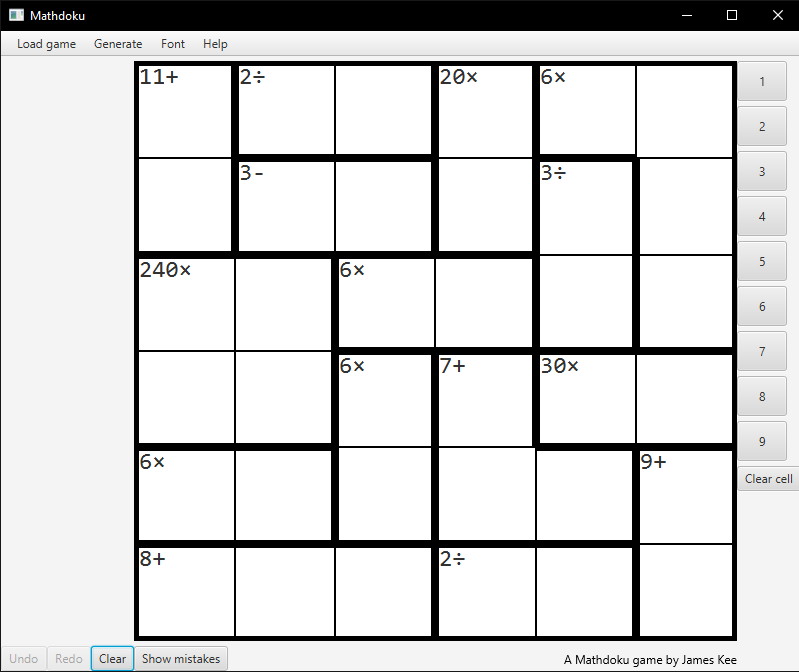 Mathdoku
Load game Generate Font Help
11+ 2÷ 20× 6× 1
2
3- 3÷ 3
4
240× 6× 5
6
6× 7+ 30× 7
8
6× 9+ 9
Clear cell
8+ 2÷
Undo Redo Clear Show mistakes A Mathdoku game by James Kee